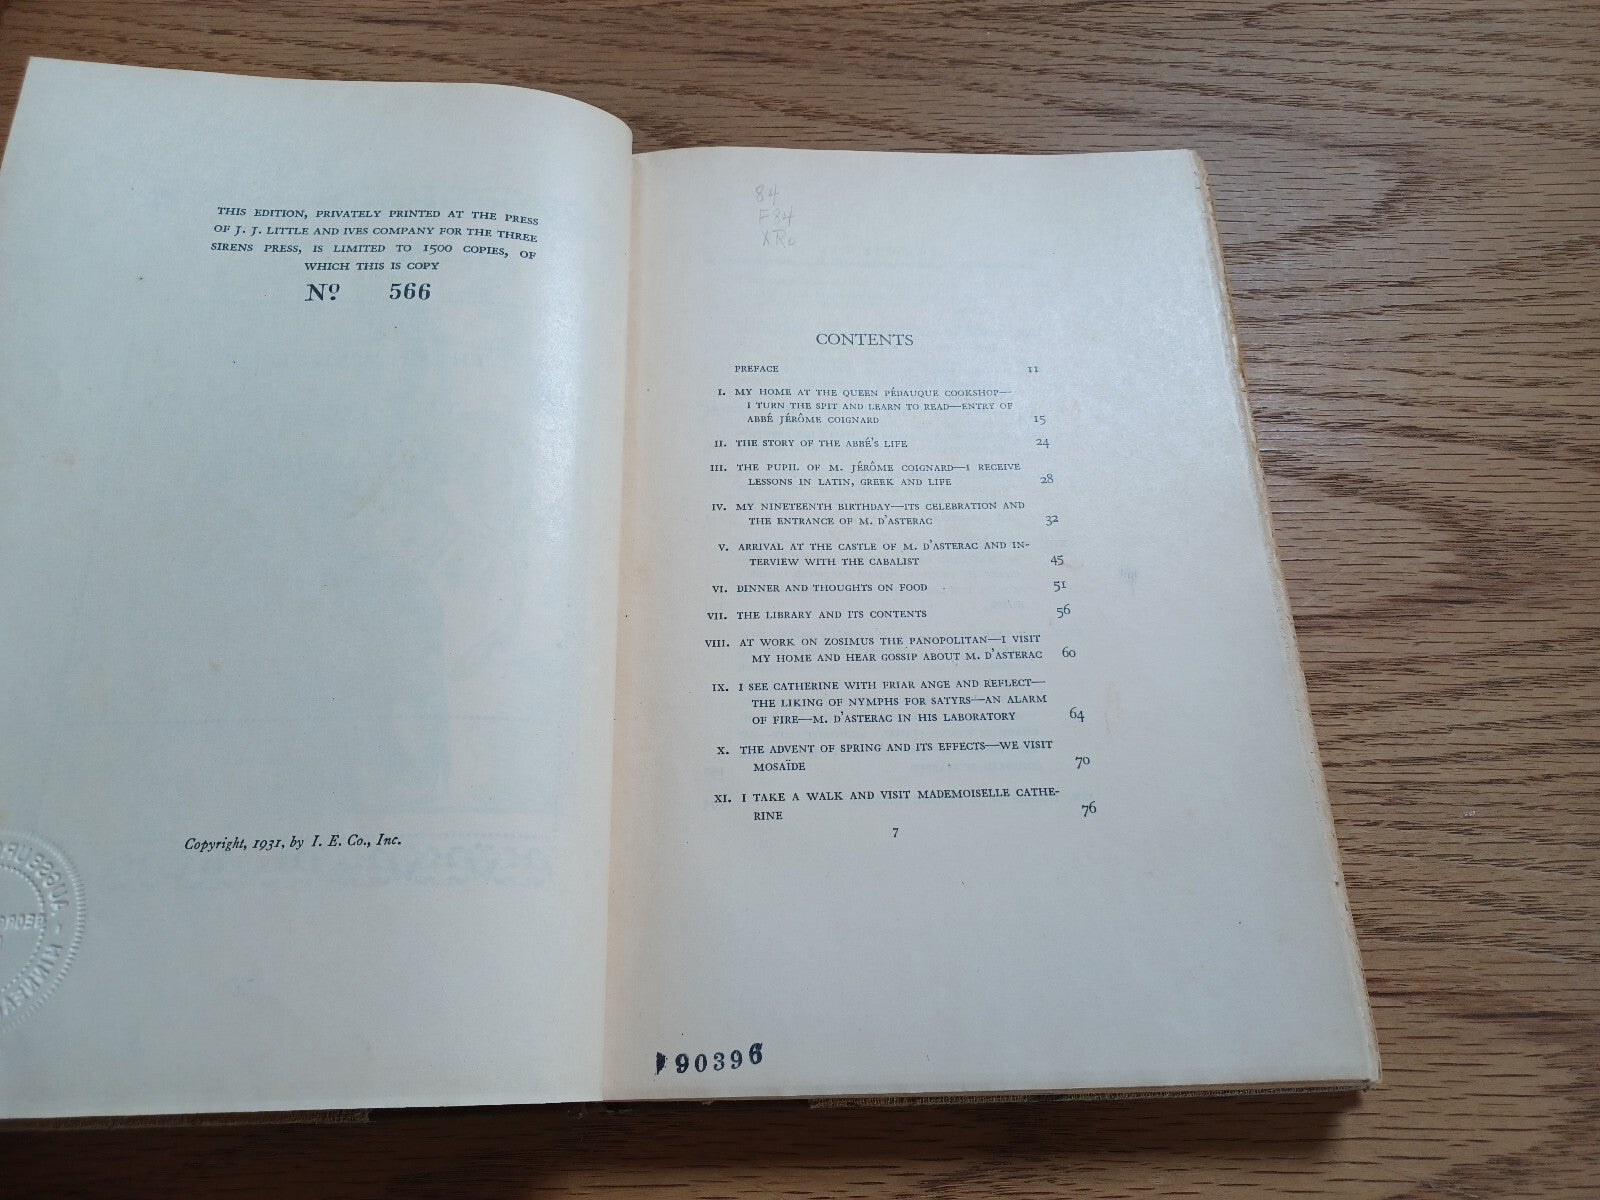 THIS EDITION, PRIVATELY PRINTED AT THE PRESS
OF J. J. LITTLE AND IVES COMPANY FOR THE THREE
SIRENS PRESS, IS LIMITED TO 1500 COPIES, OF
WHICH THIS IS COPY
Nº 566
Copyright, 1931, by I. E. Co., Inc.
84
F84
XRo
CONTENTS
PREFACE 11
I. MY HOME AT THE QUEEN PÉDAUQUE COOKSHOP—
I TURN THE SPIT AND LEARN TO READ—ENTRY OF
ABBÉ JÉRÔME COIGNARD 15
II. THE STORY OF THE ABBÉ'S LIFE 24
III. THE PUPIL OF M. JÉRÔME COIGNARD—I RECEIVE
LESSONS IN LATIN, GREEK AND LIFE 28
IV. MY NINETEENTH BIRTHDAY—ITS CELEBRATION AND
THE ENTRANCE OF M. D'ASTERAC 32
V. ARRIVAL AT THE CASTLE OF M. D'ASTERAC AND IN-
TERVIEW WITH THE CABALIST 45
VI. DINNER AND THOUGHTS ON FOOD 51
VII. THE LIBRARY AND ITS CONTENTS 56
VIII. AT WORK ON ZOSIMUS THE PANOPOLITAN—I VISIT
MY HOME AND HEAR GOSSIP ABOUT M. D'ASTERAC 60
IX. I SEE CATHERINE WITH FRIAR ANGE AND REFLECT—
THE LIKING OF NYMPHS FOR SATYRS—AN ALARM
OF FIRE—M. D'ASTERAC IN HIS LABORATORY 64
X. THE ADVENT OF SPRING AND ITS EFFECTS—WE VISIT
MOSAÏDE 70
XI. I TAKE A WALK AND VISIT MADEMOISELLE CATHE-
RINE 76
7
90396